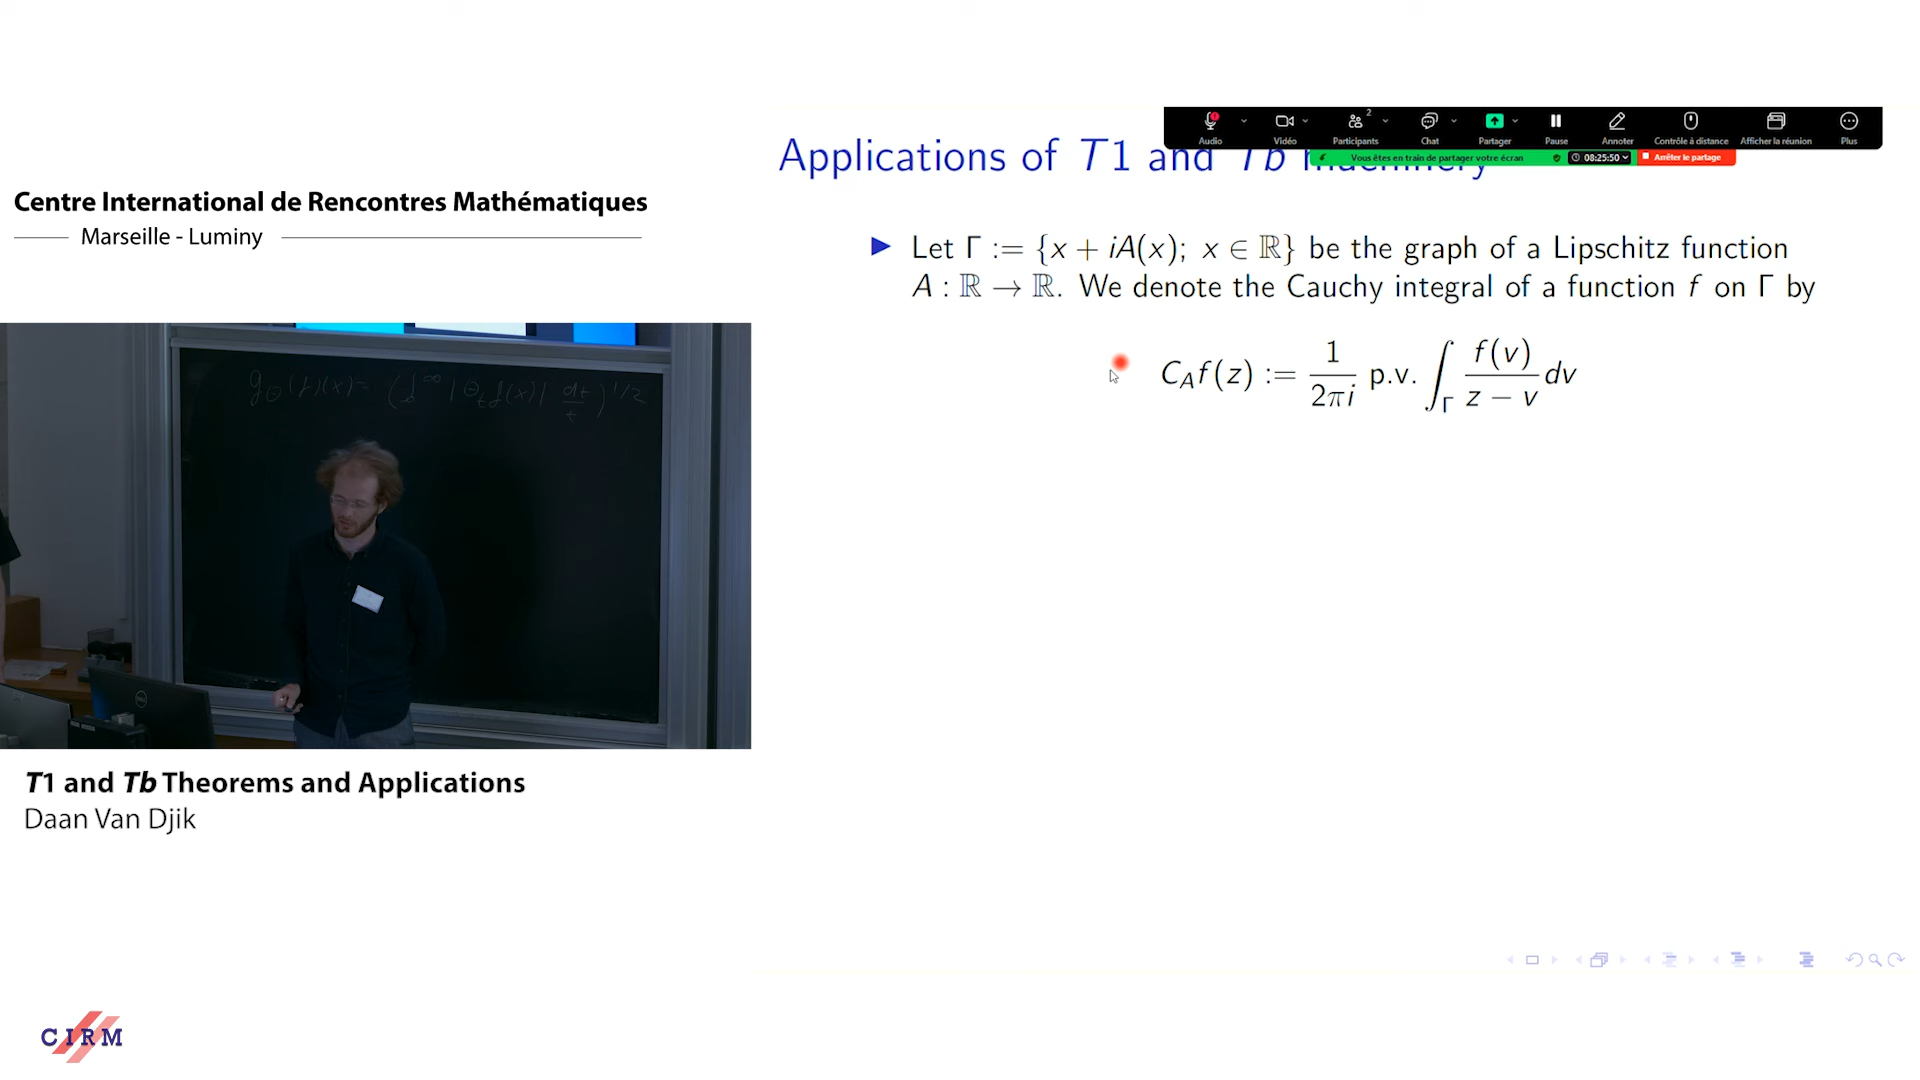 Centre International de Rencontres Mathématiques
Marseille - Luminy
T1 and Tb Theorems and Applications
Daan Van Djik
CIRM
Audio Vidéo Participants 2 Chat Partager Pause Annoter Contrôle à distance Afficher la réunion Plus
Vous êtes en train de partager votre écran 08:25:50 Arrêter le partage
Applications of T1 and Tb machinery
Let Γ := {x + iA(x); x ∈ ℝ} be the graph of a Lipschitz function
A : ℝ → ℝ. We denote the Cauchy integral of a function f on Γ by
C_A f(z) := 1/2πi p.v. ∫_Γ f(v)/(z − v) dv